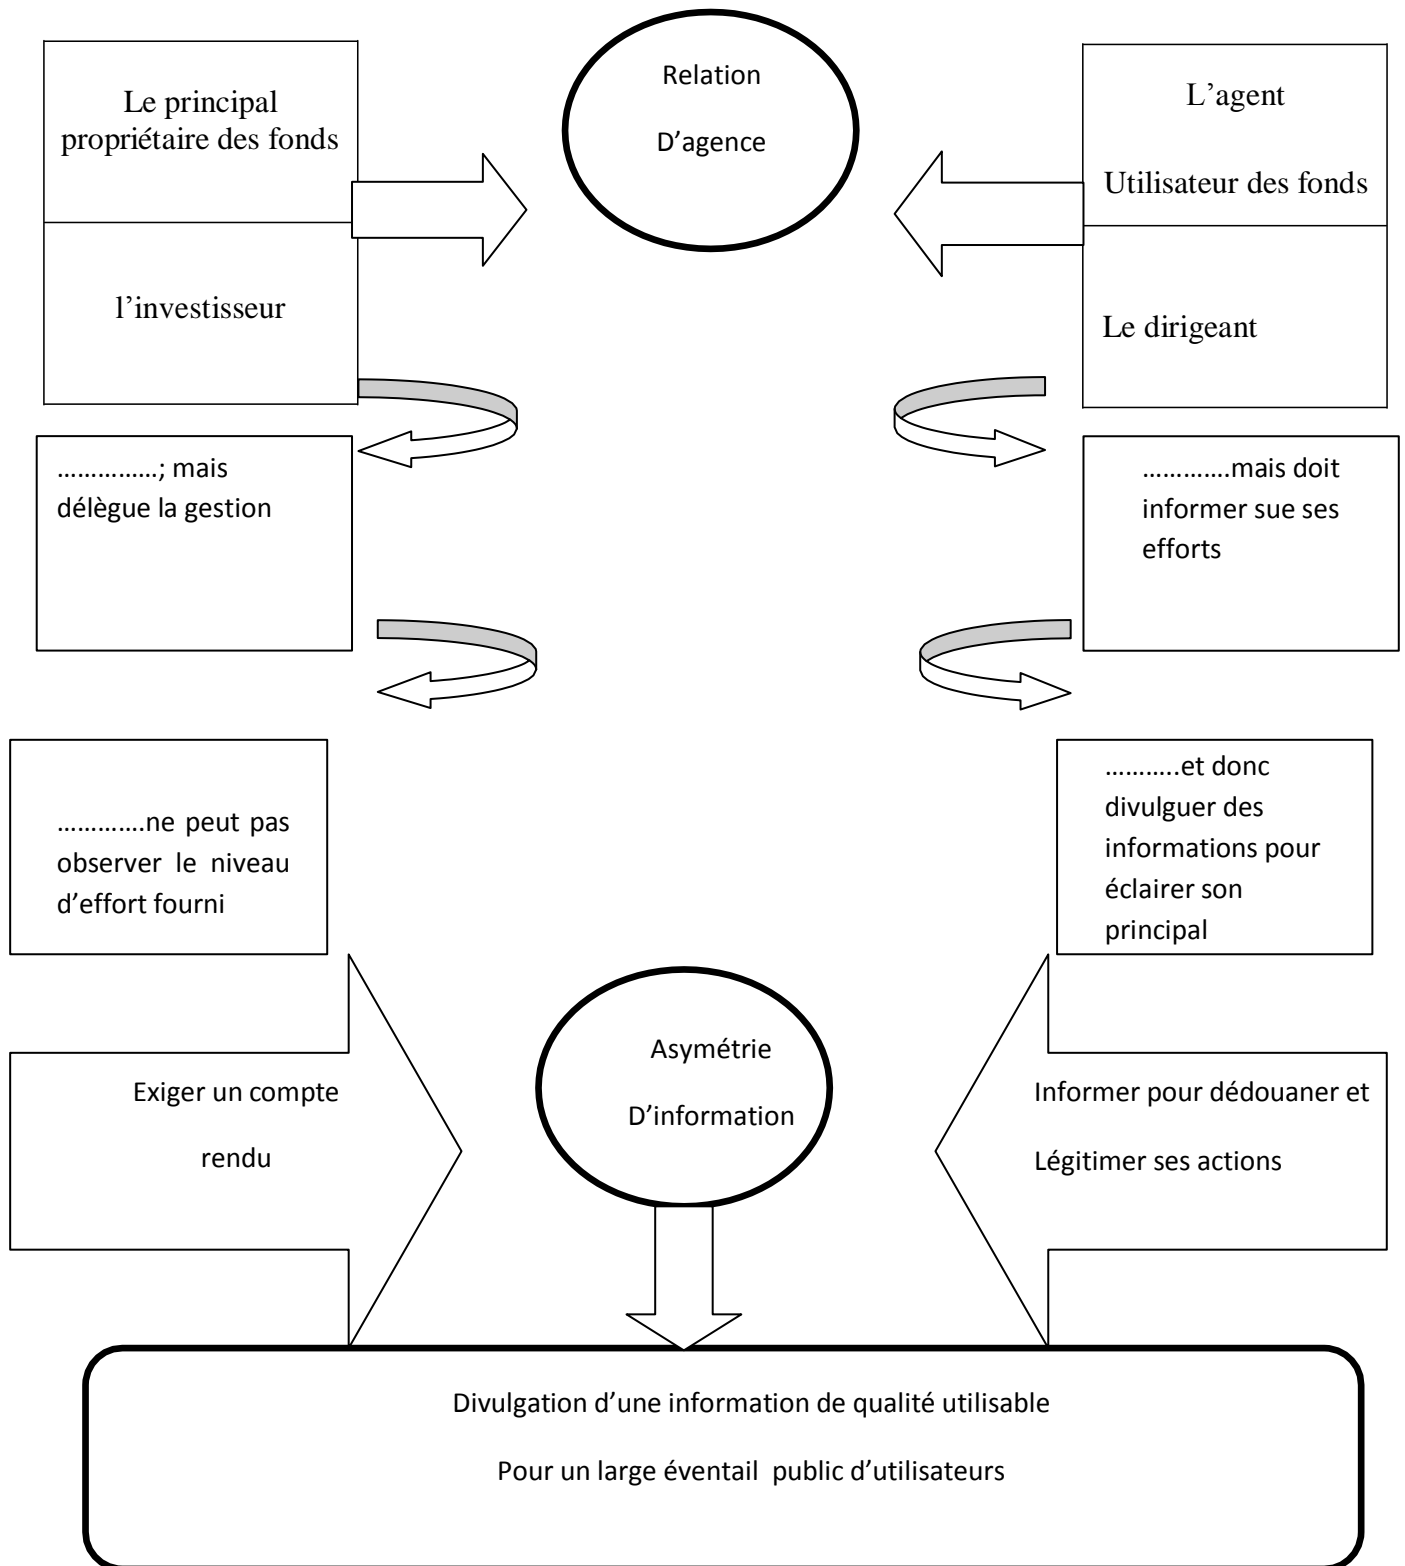 Relation
D’agence
Le principal
propriétaire des fonds
l’investisseur
L’agent
Utilisateur des fonds
Le dirigeant
……………; mais
délègue la gestion
………….mais doit
informer sue ses
efforts
………….ne peut pas
observer le niveau
d’effort fourni
………..et donc
divulguer des
informations pour
éclairer son
principal
Exiger un compte
rendu
Asymétrie
D’information
Informer pour dédouaner et
Légitimer ses actions
Divulgation d’une information de qualité utilisable
Pour un large éventail public d’utilisateurs